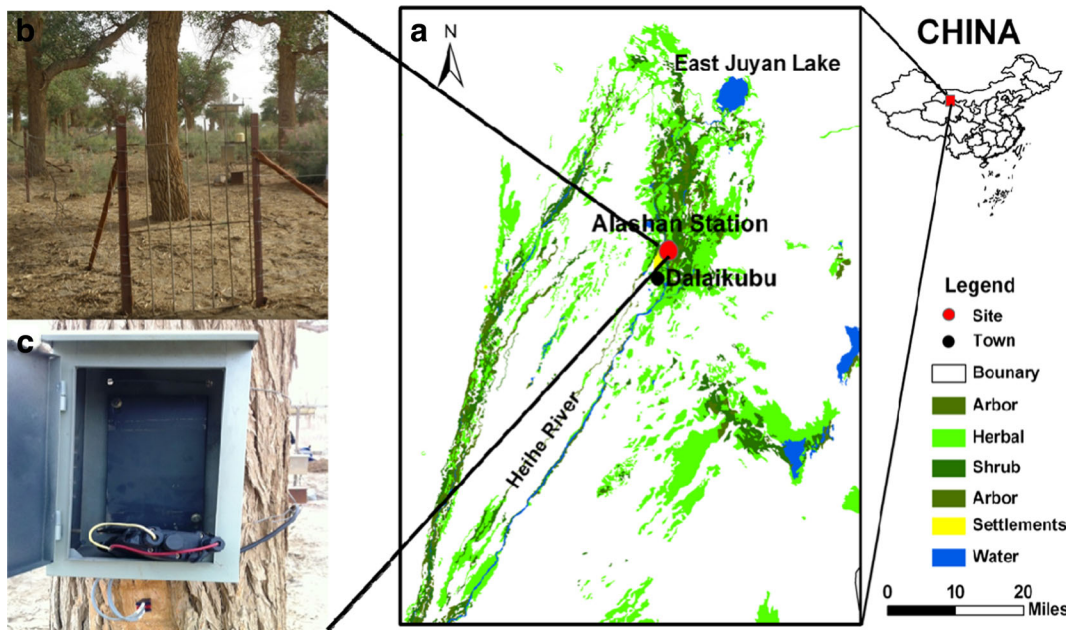 b
a
N
East Juyan Lake
Alashan Station
Dalaikubu
Heihe River
c
CHINA
Legend
Site
Town
Bounary
Arbor
Herbal
Shrub
Arbor
Settlements
Water
0 10 20
Miles